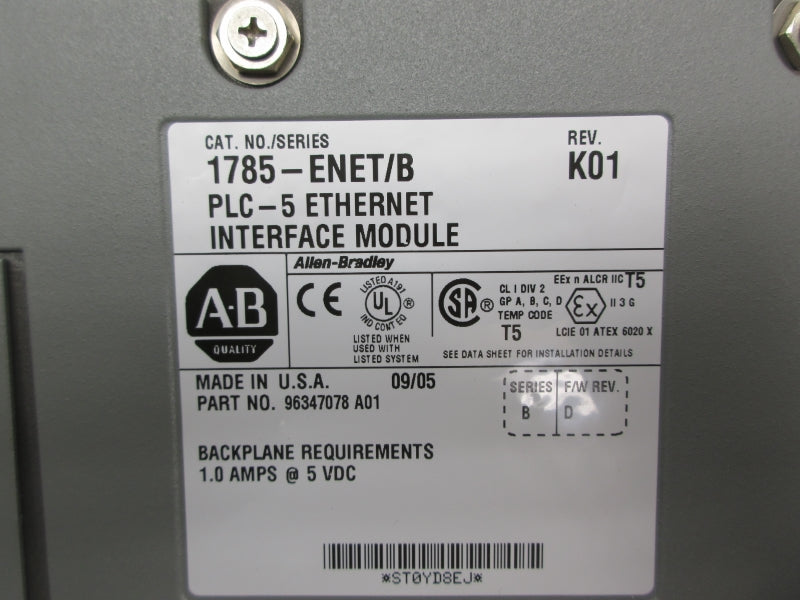 CAT. NO./SERIES REV.
1785-ENET/B K01
PLC-5 ETHERNET
INTERFACE MODULE
Allen-Bradley
A·B
QUALITY
CE
LISTED A197
UL ®
IND CONT EQ
LISTED WHEN
USED WITH
LISTED SYSTEM
SA ®
CL I DIV 2
GP A, B, C, D
TEMP CODE
T5
EEx n ALCR IIC T5
Ex II 3 G
LCIE 01 ATEX 6020 X
SEE DATA SHEET FOR INSTALLATION DETAILS
MADE IN U.S.A. 09/05
PART NO. 96347078 A01
SERIES F/W REV.
B D
BACKPLANE REQUIREMENTS
1.0 AMPS @ 5 VDC
*ST0YD8EJ*